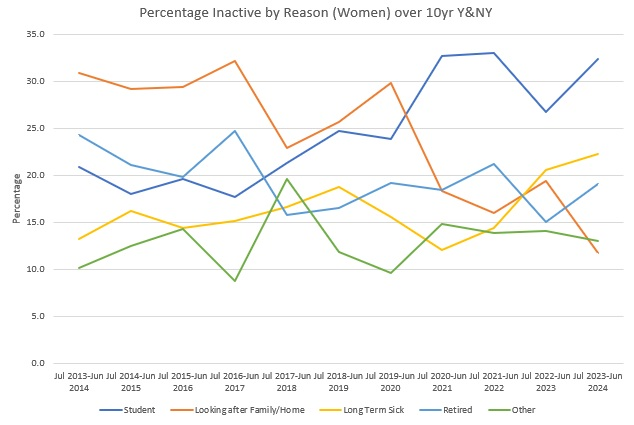 Percentage Inactive by Reason (Women) over 10yr Y&NY
35.0
30.0
25.0
20.0
15.0
10.0
5.0
0.0
Percentage
Jul 2013-Jun 2014
Jul 2014-Jun 2015
Jul 2015-Jun 2016
Jul 2016-Jun 2017
Jul 2017-Jun 2018
Jul 2018-Jun 2019
Jul 2019-Jun 2020
Jul 2020-Jun 2021
Jul 2021-Jun 2022
Jul 2022-Jun 2023
Jul 2023-Jun 2024
Student Looking after Family/Home Long Term Sick Retired Other